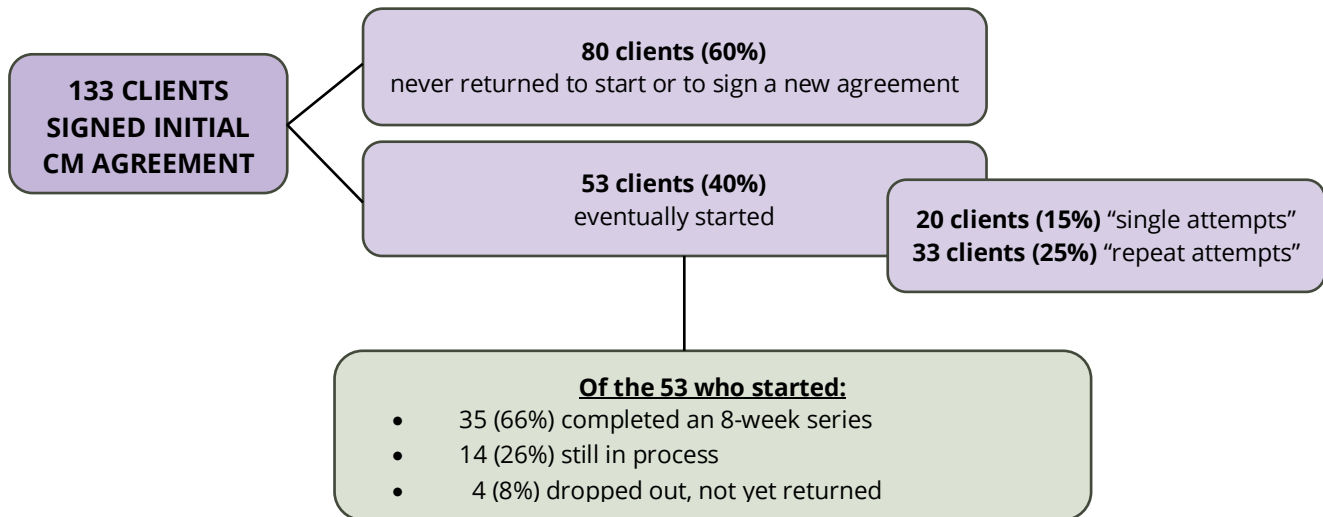 133 CLIENTS
SIGNED INITIAL
CM AGREEMENT
80 clients (60%)
never returned to start or to sign a new agreement
53 clients (40%)
eventually started
20 clients (15%) “single attempts”
33 clients (25%) “repeat attempts”
Of the 53 who started:
• 35 (66%) completed an 8-week series
• 14 (26%) still in process
• 4 (8%) dropped out, not yet returned